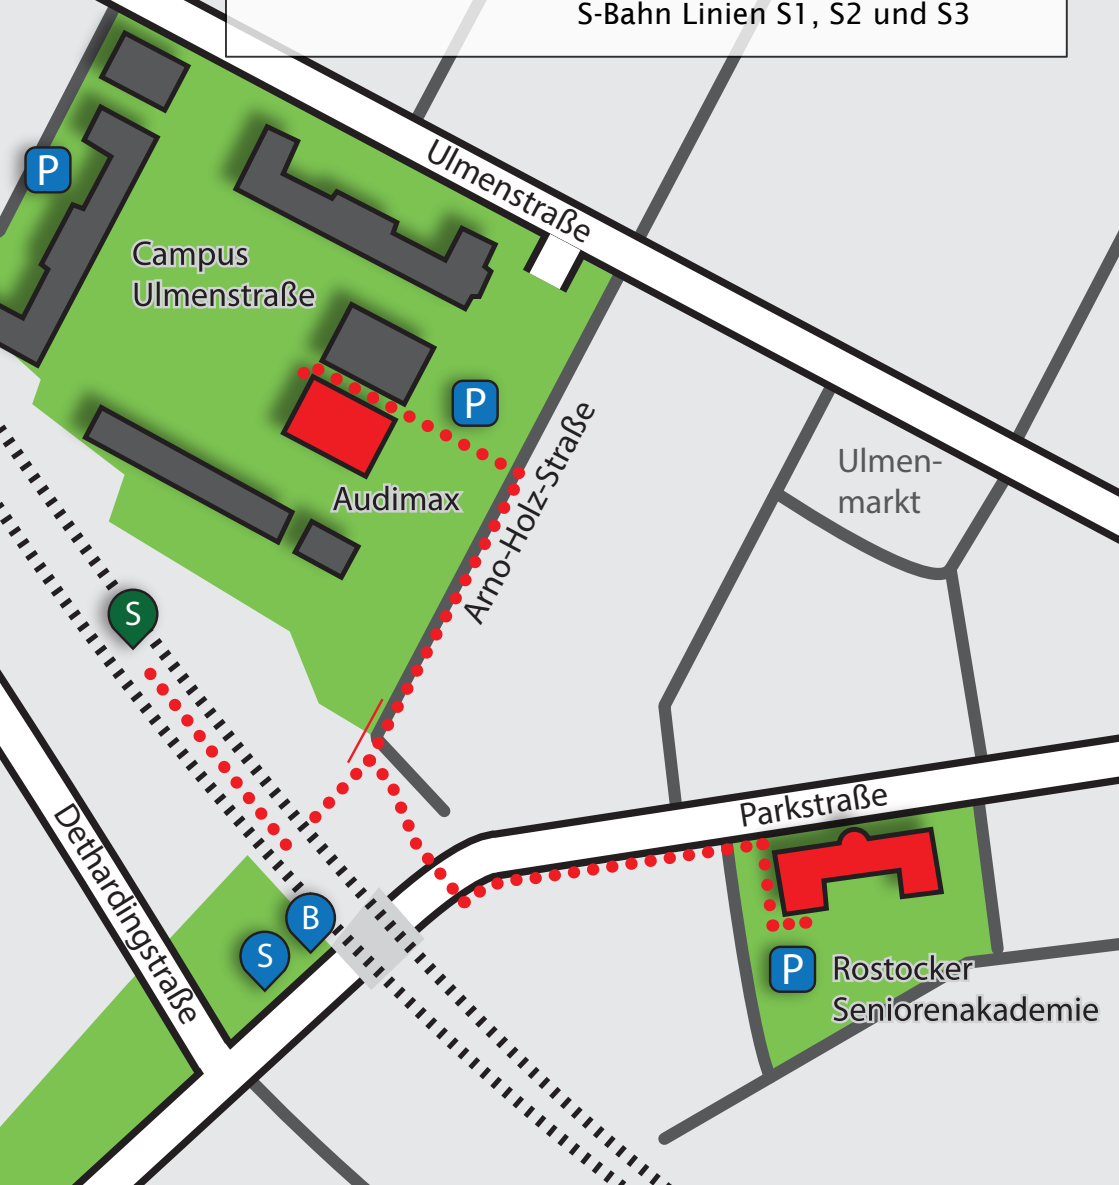 S-Bahn Linien S1, S2 und S3
Ulmenstraße
P
Campus
Ulmenstraße
P
Arno-Holz-Straße
Ulmen-
markt
Audimax
S
Parkstraße
Dethardingstraße
B
S
P
Rostocker
Seniorenakademie